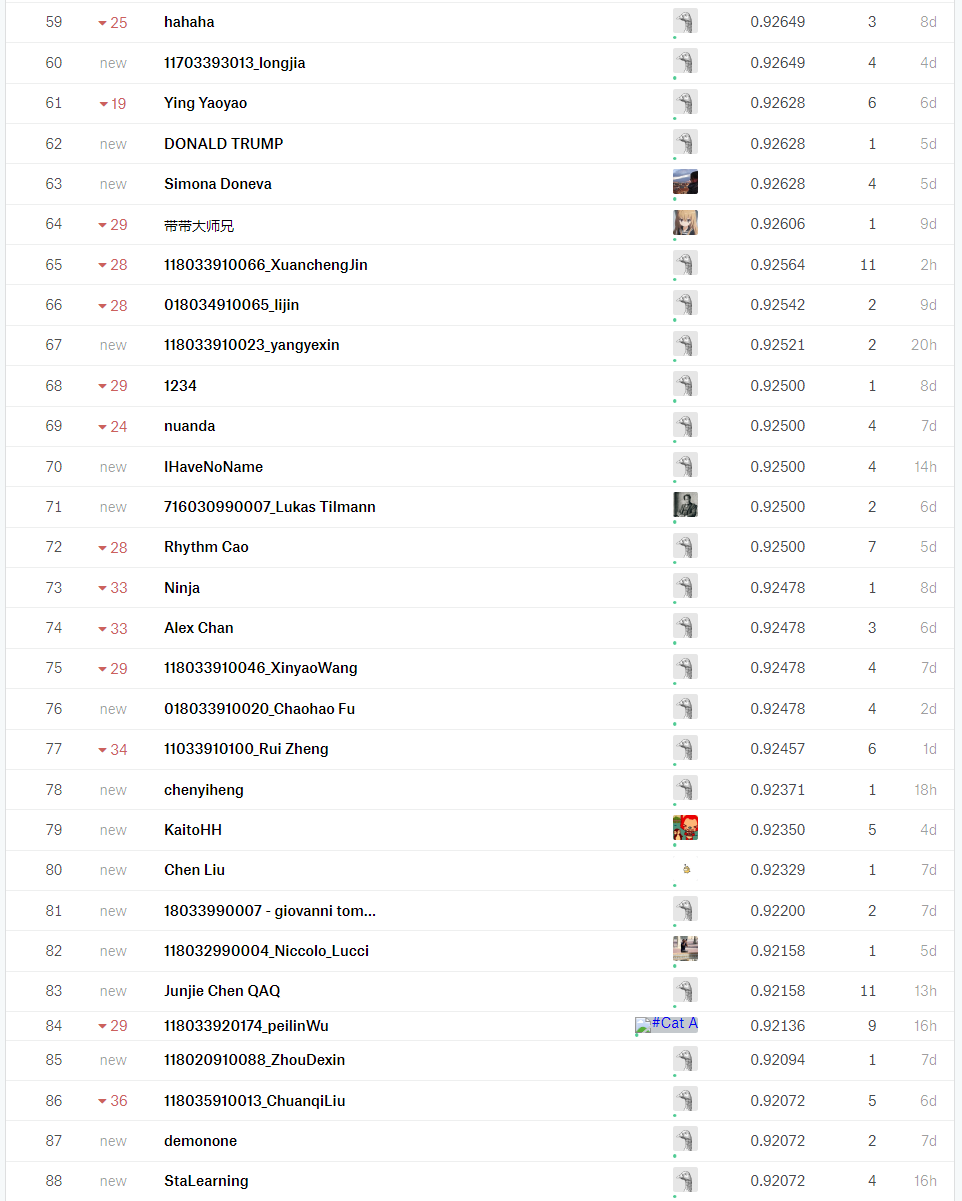 59 25 hahaha 0.92649 3 8d
60 new 11703393013_longjia 0.92649 4 4d
61 19 Ying Yaoyao 0.92628 6 6d
62 new DONALD TRUMP 0.92628 1 5d
63 new Simona Doneva 0.92628 4 5d
64 29 带带大师兄 0.92606 1 9d
65 28 118033910066_XuanchengJin 0.92564 11 2h
66 28 018034910065_lijin 0.92542 2 9d
67 new 118033910023_yangyexin 0.92521 2 20h
68 29 1234 0.92500 1 8d
69 24 nuanda 0.92500 4 7d
70 new IHaveNoName 0.92500 4 14h
71 new 716030990007_Lukas Tilmann 0.92500 2 6d
72 28 Rhythm Cao 0.92500 7 5d
73 33 Ninja 0.92478 1 8d
74 33 Alex Chan 0.92478 3 6d
75 29 118033910046_XinyaoWang 0.92478 4 7d
76 new 018033910020_Chaohao Fu 0.92478 4 2d
77 34 11033910100_Rui Zheng 0.92457 6 1d
78 new chenyiheng 0.92371 1 18h
79 new KaitoHH 0.92350 5 4d
80 new Chen Liu 0.92329 1 7d
81 new 18033990007 - giovanni tom... 0.92200 2 7d
82 new 118032990004_Niccolo_Lucci 0.92158 1 5d
83 new Junjie Chen QAQ 0.92158 11 13h
84 29 118033920174_peilinWu #Cat A 0.92136 9 16h
85 new 118020910088_ZhouDexin 0.92094 1 7d
86 36 118035910013_ChuanqiLiu 0.92072 5 6d
87 new demonone 0.92072 2 7d
88 new StaLearning 0.92072 4 16h